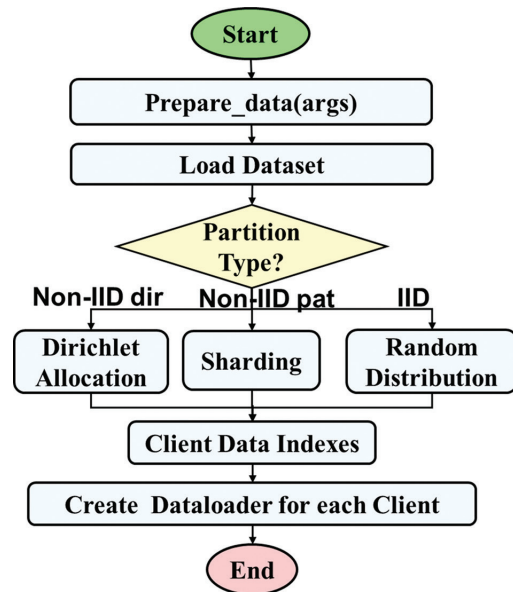 Start
Prepare_data(args)
Load Dataset
Partition
Type?
Non-IID dir
Non-IID pat
IID
Dirichlet
Allocation
Sharding
Random
Distribution
Client Data Indexes
Create Dataloader for each Client
End